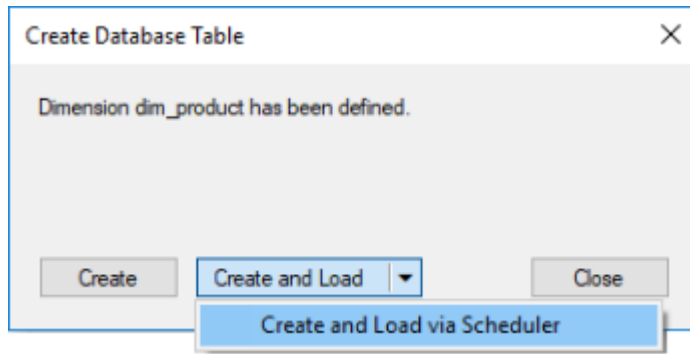 Create Database Table
Dimension dim_product has been defined.
Create
Create and Load
Close
Create and Load via Scheduler